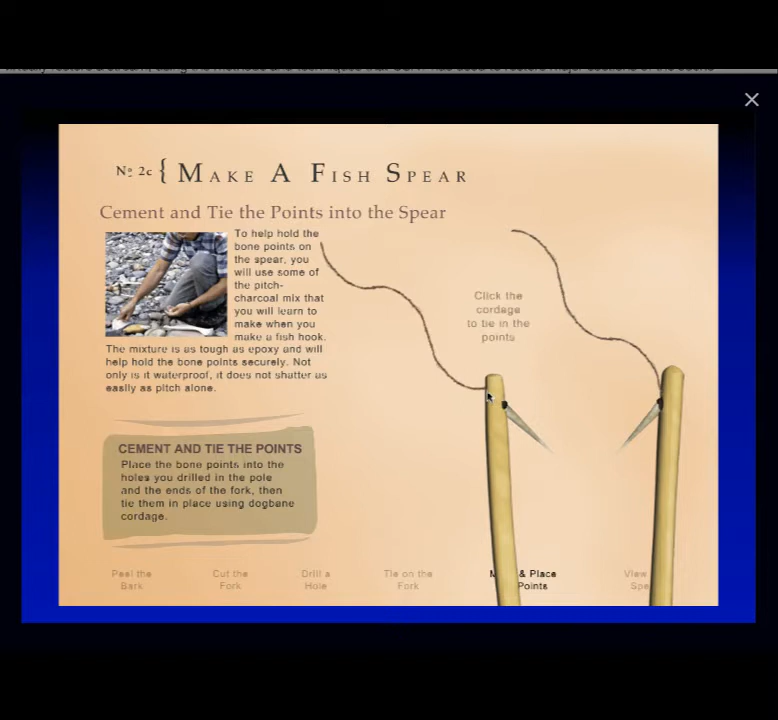 No 2c { MAKE A FISH SPEAR
Cement and Tie the Points into the Spear
To help hold the
bone points on
the spear, you
will use some of
the pitch-
charcoal mix that
you will learn to
make when you
make a fish hook.
The mixture is as tough as epoxy and will
help hold the bone points securely. Not
only is it waterproof, it does not shatter as
easily as pitch alone.
Click the
cordage
to tie in the
points
CEMENT AND TIE THE POINTS
Place the bone points into the
holes you drilled in the pole
and the ends of the fork, then
tie them in place using dogbane
cordage.
Peel the
Bark
Cut the
Fork
Drill a
Hole
Tie on the
Fork
& Place
Points
View